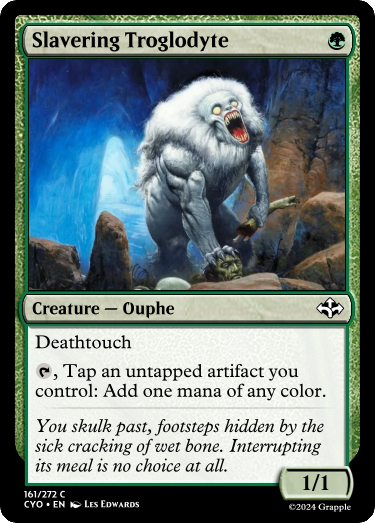 Slavering Troglodyte
Creature — Ouphe
Deathtouch
, Tap an untapped artifact you
control: Add one mana of any color.
You skulk past, footsteps hidden by the
sick cracking of wet bone. Interrupting
its meal is no choice at all.
1/1
161/272 C
CYO • EN Les Edwards
©2024 Grapple